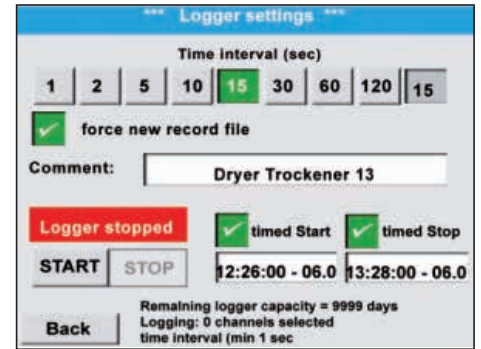 *** Logger settings ***
Time interval (sec)
1 2 5 10 15 30 60 120 15
force new record file
Comment: Dryer Trockener 13
Logger stopped timed Start timed Stop
START STOP 12:26:00 - 06.0 13:28:00 - 06.0
Remaining logger capacity = 9999 days
Back Logging: 0 channels selected
time interval (min 1 sec